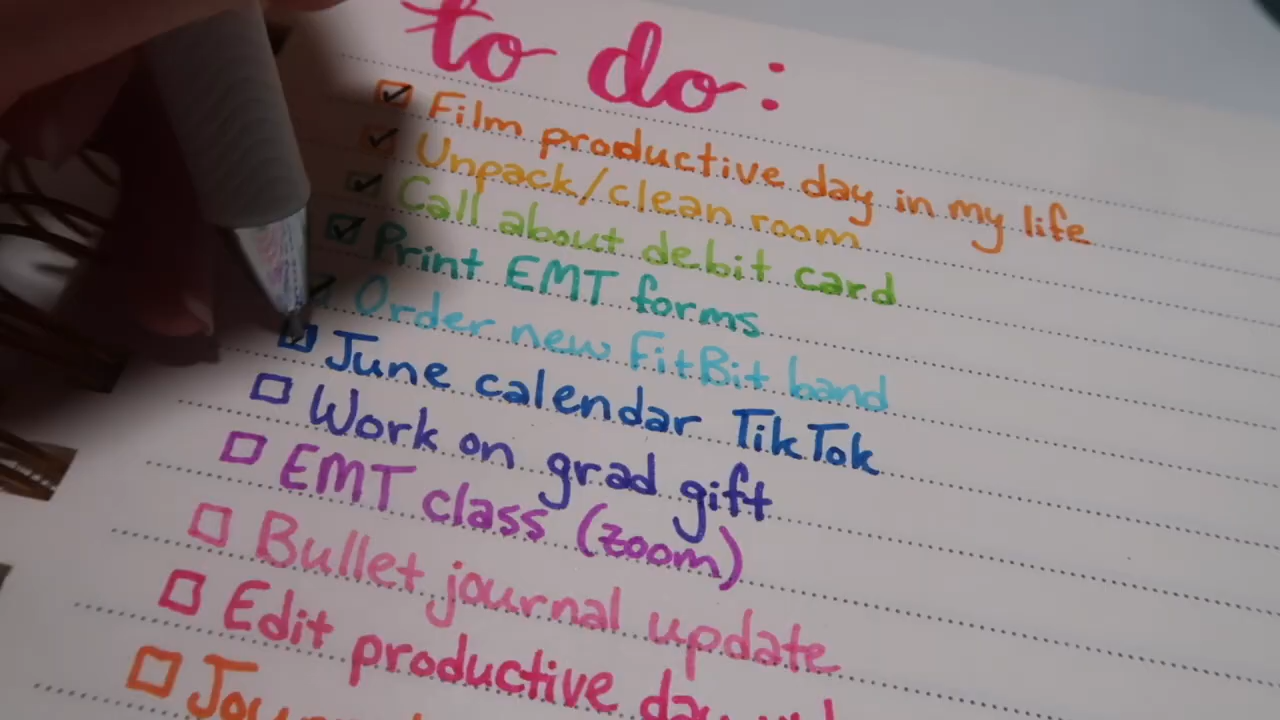 to do:
Film productive day in my life
Unpack/clean room
Call about debit card
Print EMT forms
Order new FitBit band
June calendar TikTok
Work on grad gift
EMT class (zoom)
Bullet journal update
Edit productive day